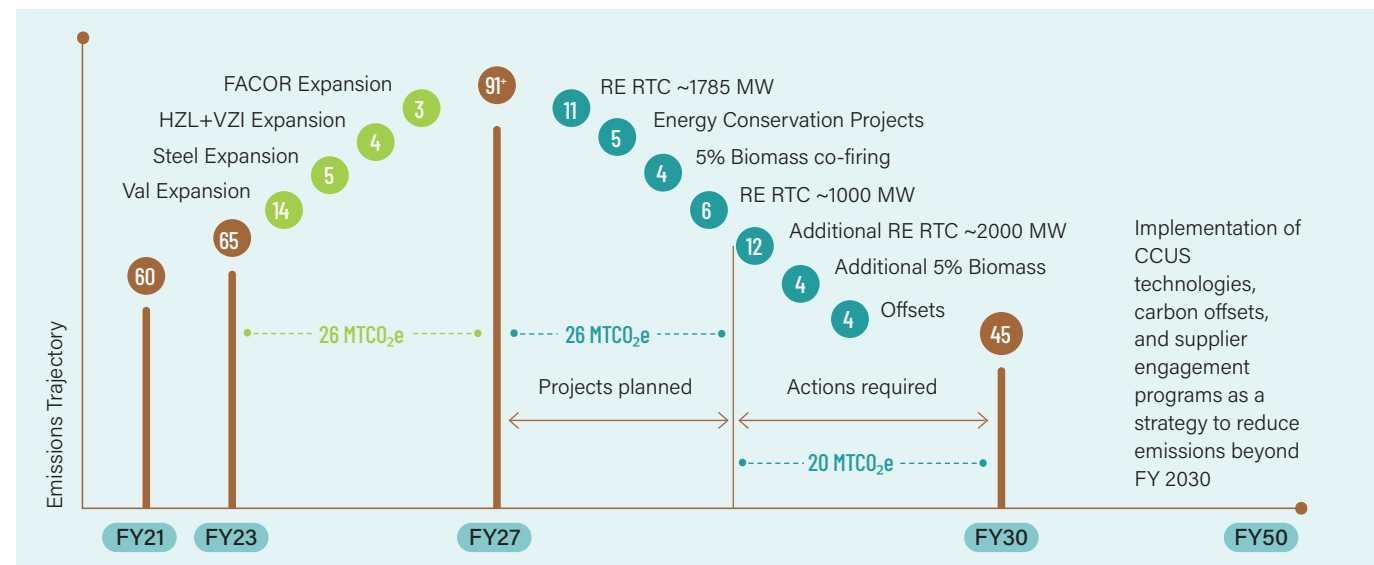 Emissions Trajectory
FACOR Expansion
HZL+VZI Expansion
Steel Expansion
Val Expansion
60
65
14
5
4
3
91+
26 MTCO₂e
11
RE RTC ~1785 MW
5
Energy Conservation Projects
4
5% Biomass co-firing
6
RE RTC ~1000 MW
12
Additional RE RTC ~2000 MW
4
Additional 5% Biomass
4
Offsets
45
26 MTCO₂e
Projects planned
Actions required
20 MTCO₂e
Implementation of
CCUS
technologies,
carbon offsets,
and supplier
engagement
programs as a
strategy to reduce
emissions beyond
FY 2030
FY21
FY23
FY27
FY30
FY50